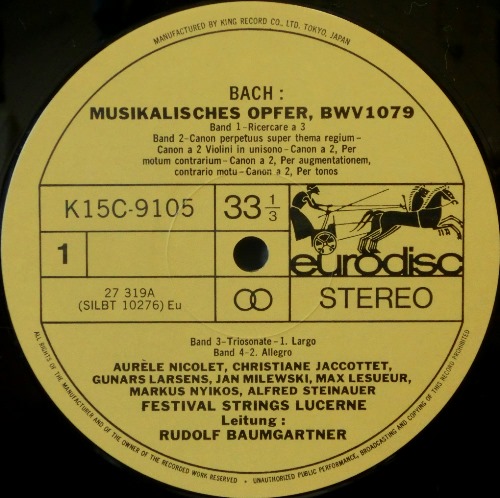 MANUFACTURED BY KING RECORD CO., LTD. TOKYO, JAPAN
BACH :
MUSIKALISCHES OPFER, BWV1079
Band 1-Ricercare a 3
Band 2-Canon perpetuus super thema regium-
Canon a 2 Violini in unisono-Canon a 2, Per
motum contrarium-Canon a 2, Per augmentationem,
contrario motu-Canon a 2, Per tonos
K15C-9105
33 1/3
1
eurodisc
27 319A
(SILBT 10276) Eu
STEREO
Band 3-Triosonate-1. Largo
Band 4-2. Allegro
AURÈLE NICOLET, CHRISTIANE JACCOTTET,
GUNARS LARSENS, JAN MILEWSKI, MAX LESUEUR,
MARKUS NYIKOS, ALFRED STEINAUER
FESTIVAL STRINGS LUCERNE
Leitung :
RUDOLF BAUMGARTNER
ALL RIGHTS OF THE MANUFACTURER AND OF THE OWNER OF THE RECORDED WORK RESERVED • UNAUTHORIZED PUBLIC PERFORMANCE, BROADCASTING AND COPYING OF THIS RECORD PROHIBITED